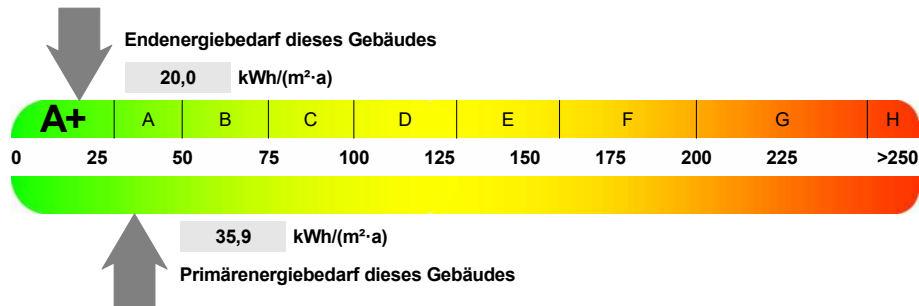 Endenergiebedarf dieses Gebäudes
20,0 kWh/(m²·a)
A+ A B C D E F G H
0 25 50 75 100 125 150 175 200 225 >250
35,9 kWh/(m²·a)
Primärenergiebedarf dieses Gebäudes